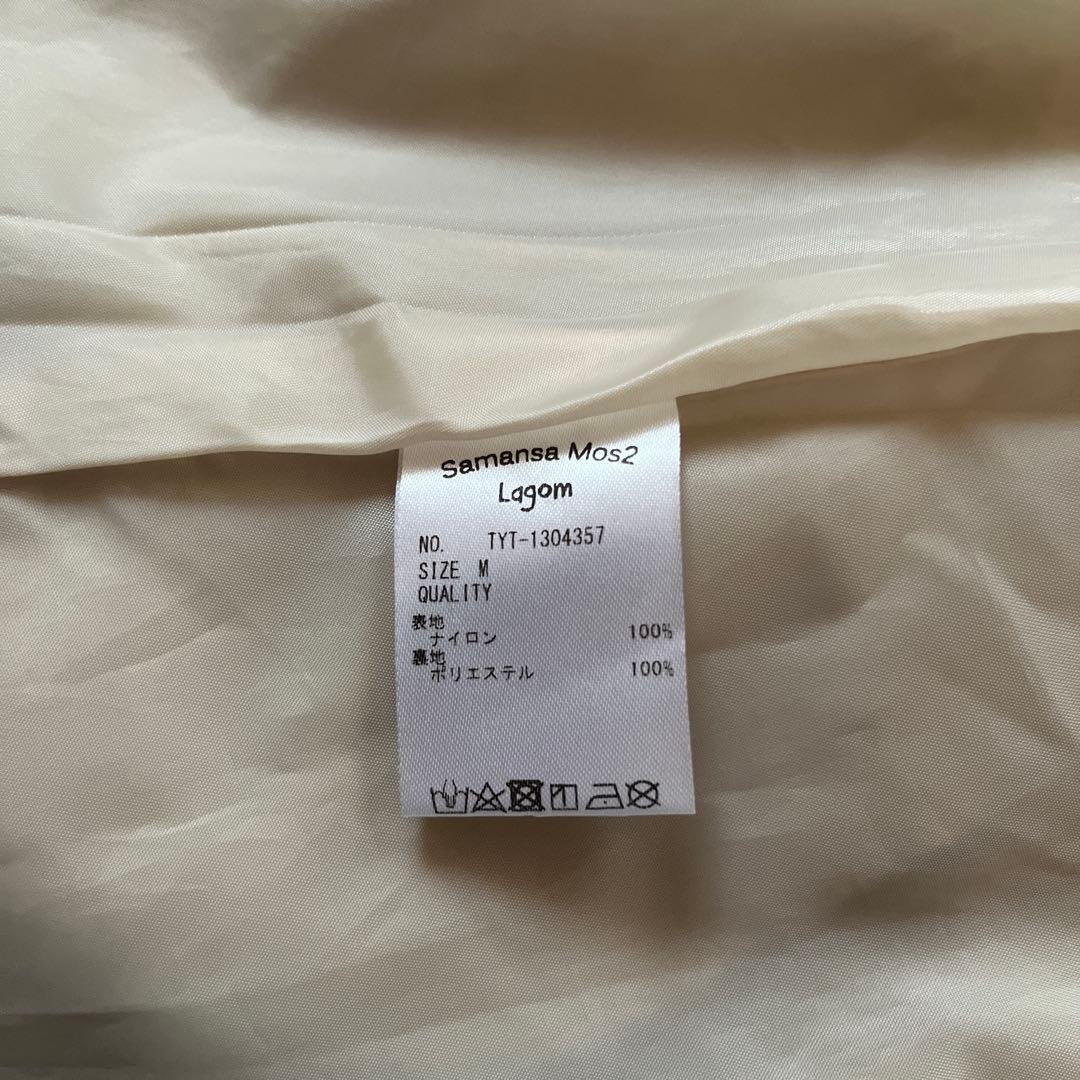 Samansa Mos2
Lagom
NO. TYT-1304357
SIZE M
QUALITY
表地
ナイロン 100%
裏地
ポリエステル 100%